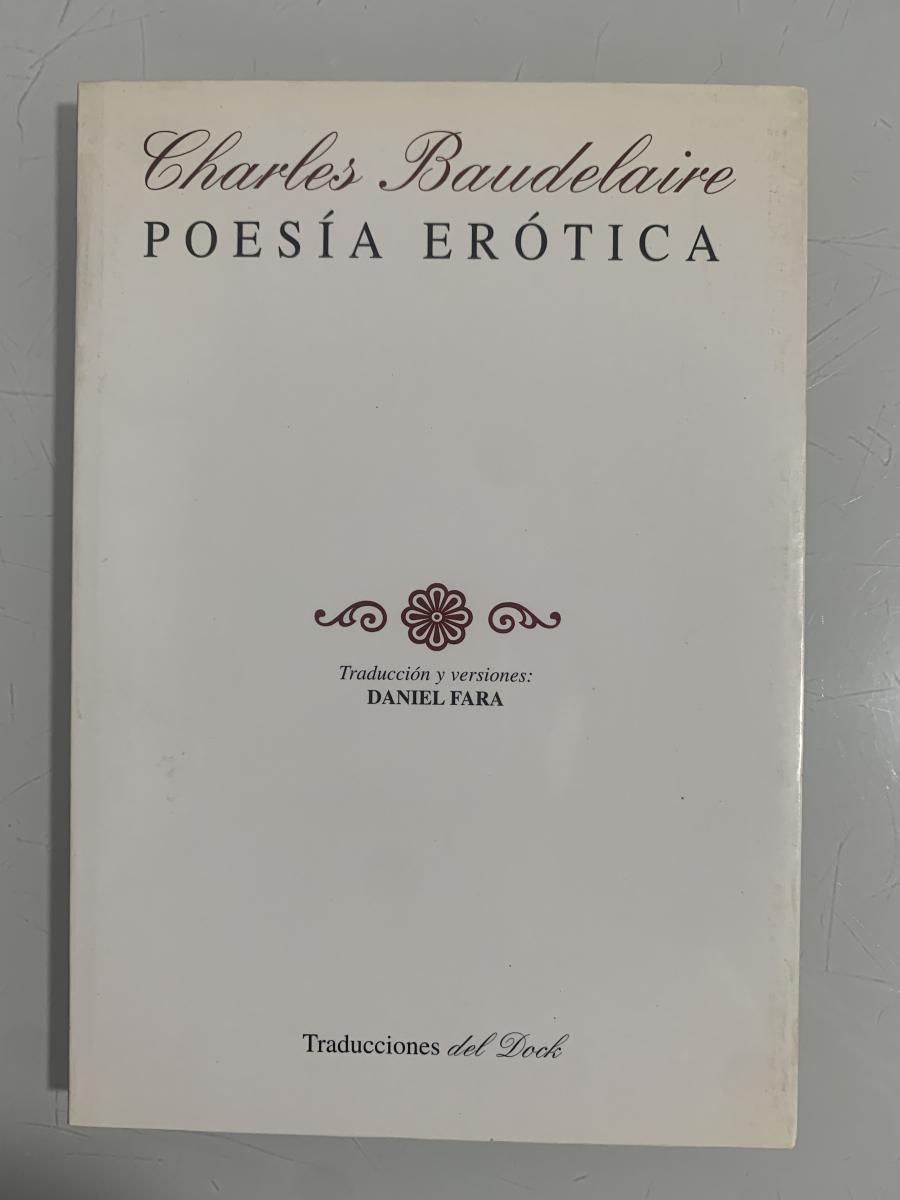 Charles Baudelaire
POESÍA ERÓTICA
Traducción y versiones:
DANIEL FARA
Traducciones del Dock